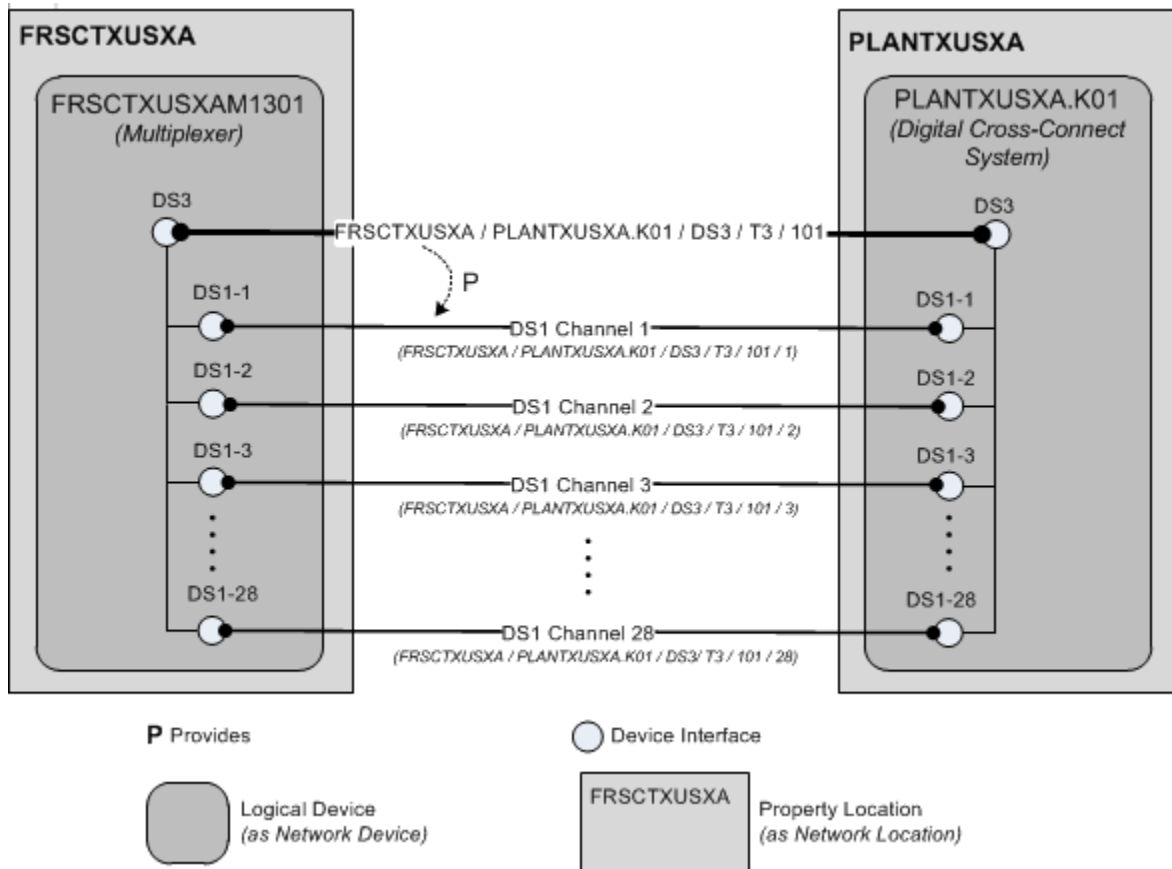 FRSCTXUSXA
PLANTXUSXA
FRSCTXUSXAM1301
(Multiplexer)
PLANTXUSXA.K01
(Digital Cross-Connect
System)
DS3
DS3
FRSCTXUSXA / PLANTXUSXA.K01 / DS3 / T3 / 101
P
DS1-1
DS1-1
DS1 Channel 1
(FRSCTXUSXA / PLANTXUSXA.K01 / DS3 / T3 / 101 / 1)
DS1-2
DS1-2
DS1 Channel 2
(FRSCTXUSXA / PLANTXUSXA.K01 / DS3 / T3 / 101 / 2)
DS1-3
DS1-3
DS1 Channel 3
(FRSCTXUSXA / PLANTXUSXA.K01 / DS3 / T3 / 101 / 3)
DS1-28
DS1-28
DS1 Channel 28
(FRSCTXUSXA / PLANTXUSXA.K01 / DS3/ T3 / 101 / 28)
P Provides
Device Interface
Logical Device
(as Network Device)
FRSCTXUSXA
Property Location
(as Network Location)